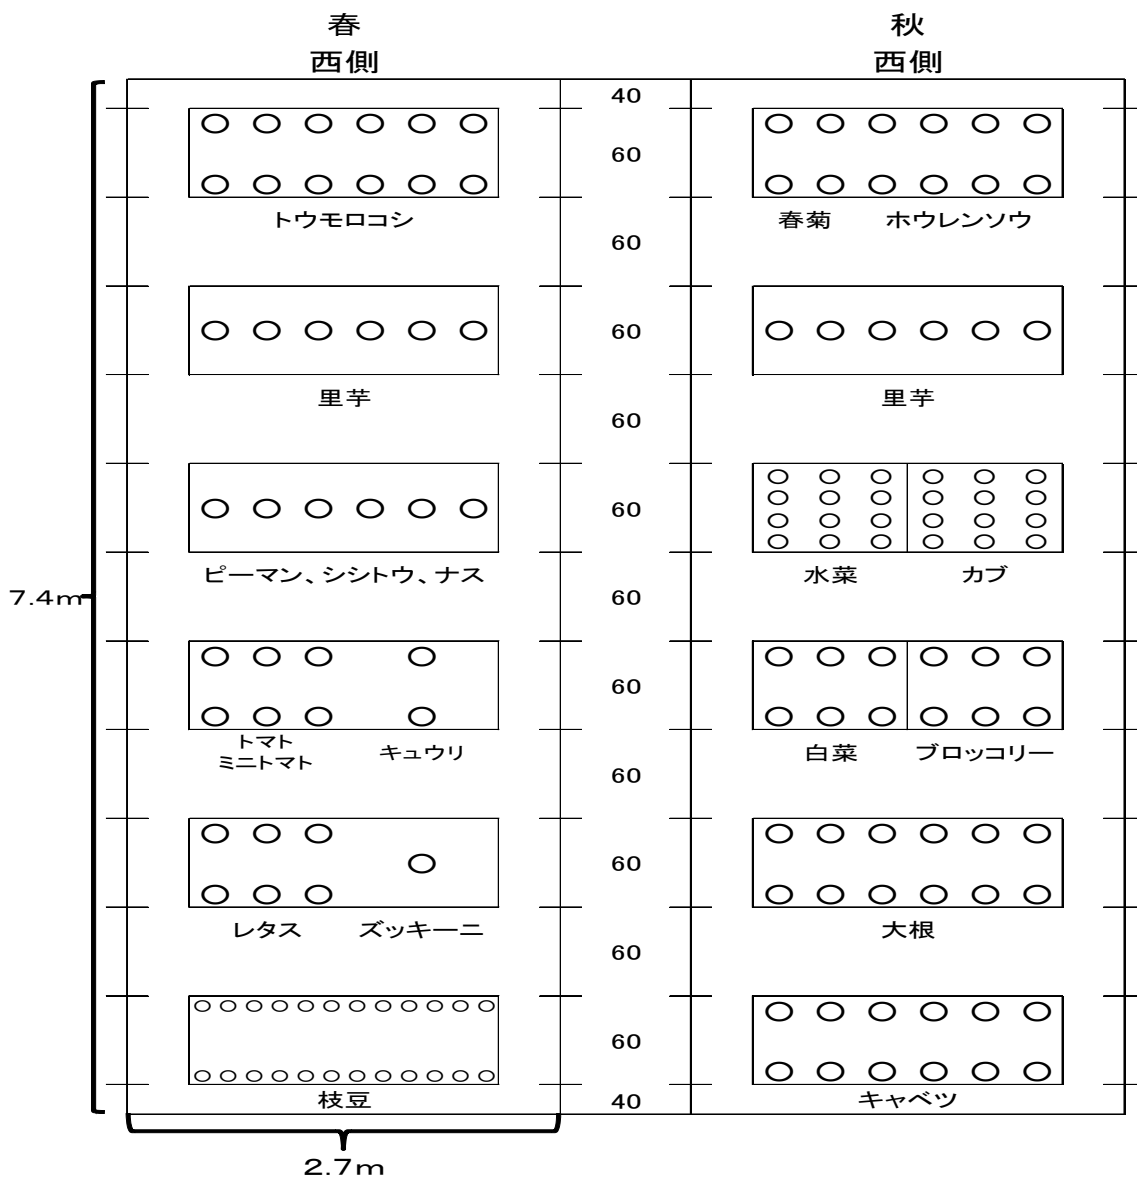 春
秋
西側
西側
40
60
トウモロコシ
春菊
ホウレンソウ
60
60
里芋
里芋
60
60
ピーマン、シシトウ、ナス
水菜
カブ
7.4m
60
60
トマト
ミニトマト
キュウリ
白菜
ブロッコリー
60
60
レタス
ズッキーニ
大根
60
60
枝豆
40
キャベツ
2.7m